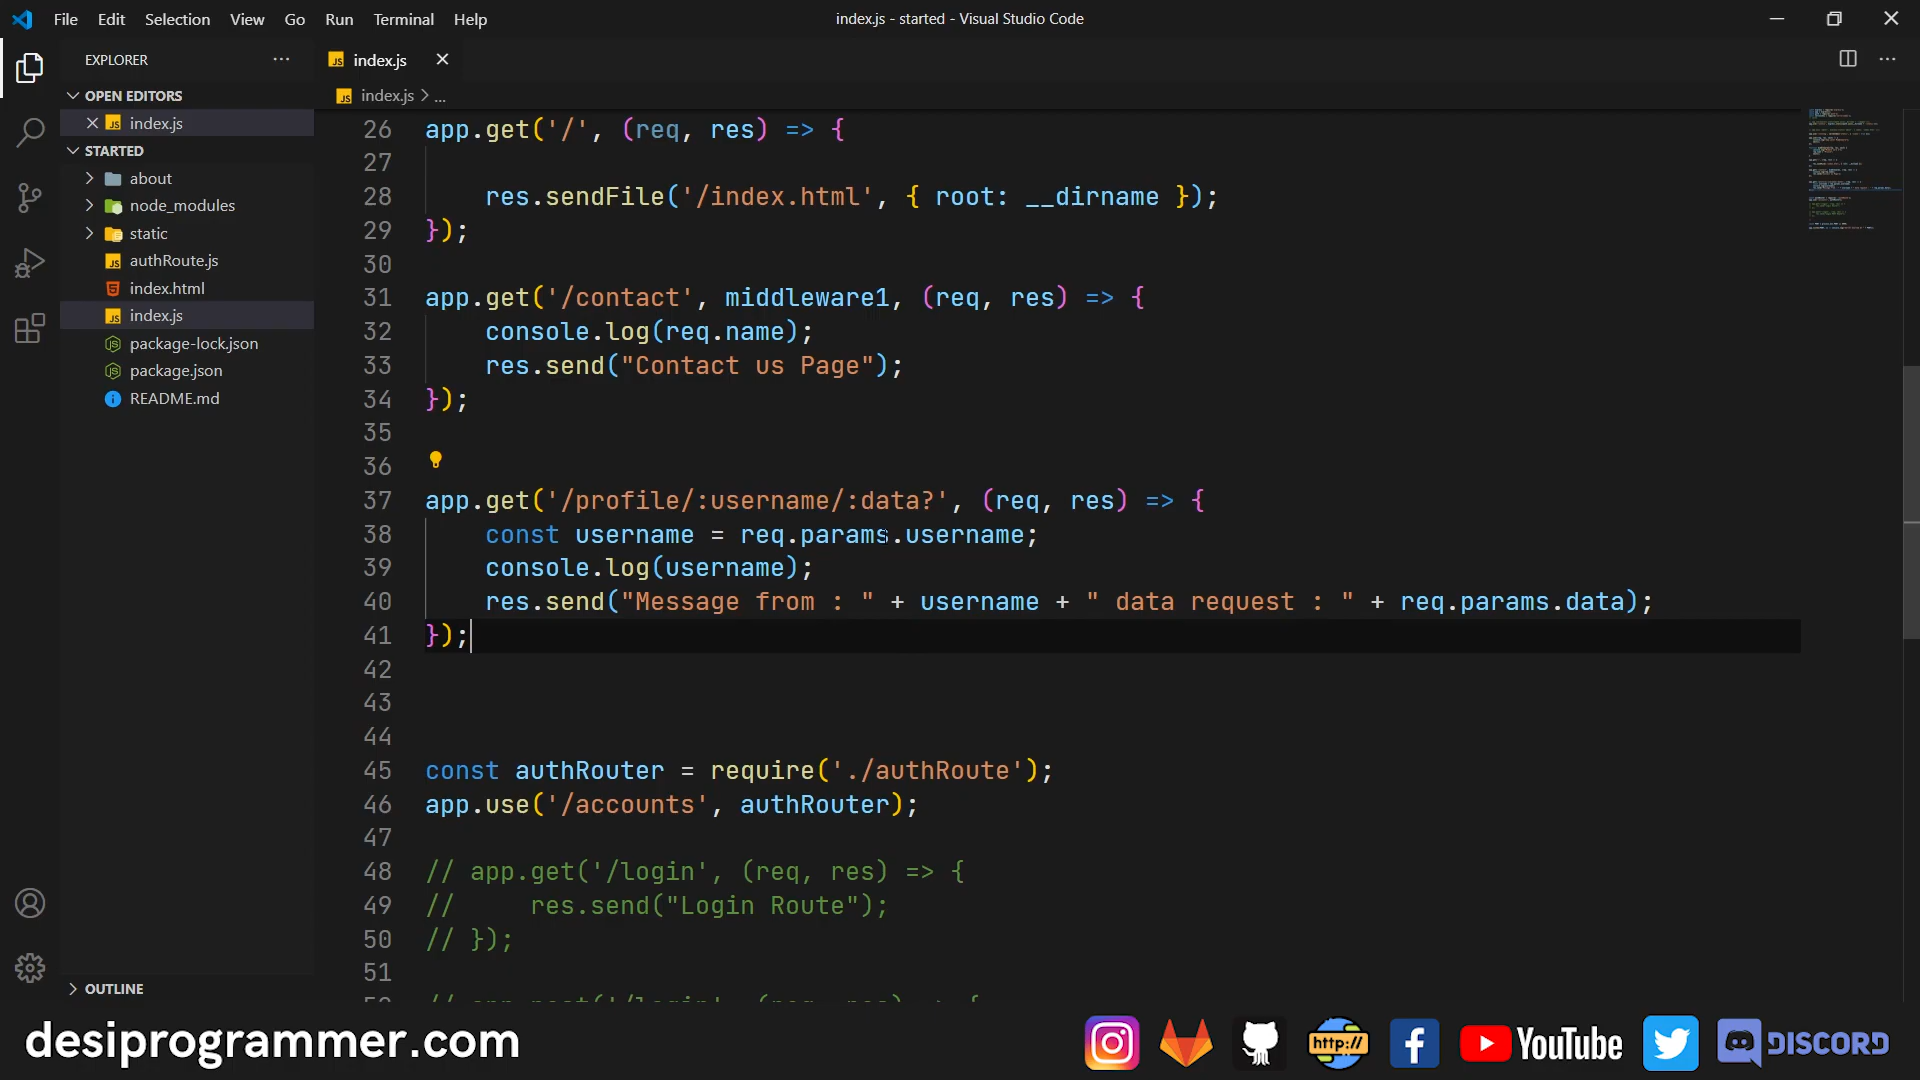 File Edit Selection View Go Run Terminal Help
index.js - started - Visual Studio Code
EXPLORER
OPEN EDITORS
index.js
STARTED
about
node_modules
static
authRoute.js
index.html
index.js
package-lock.json
package.json
README.md
OUTLINE
index.js
index.js > ...
26 app.get('/', (req, res) => {
27
28 res.sendFile('/index.html', { root: __dirname });
29 });
30
31 app.get('/contact', middleware1, (req, res) => {
32 console.log(req.name);
33 res.send("Contact us Page");
34 });
35
36
37 app.get('/profile/:username/:data?', (req, res) => {
38 const username = req.params.username;
39 console.log(username);
40 res.send("Message from : " + username + " data request : " + req.params.data);
41 });
42
43
44
45 const authRouter = require('./authRoute');
46 app.use('/accounts', authRouter);
47
48 // app.get('/login', (req, res) => {
49 // res.send("Login Route");
50 // });
51
desiprogrammer.com
http://
YouTube
DISCORD